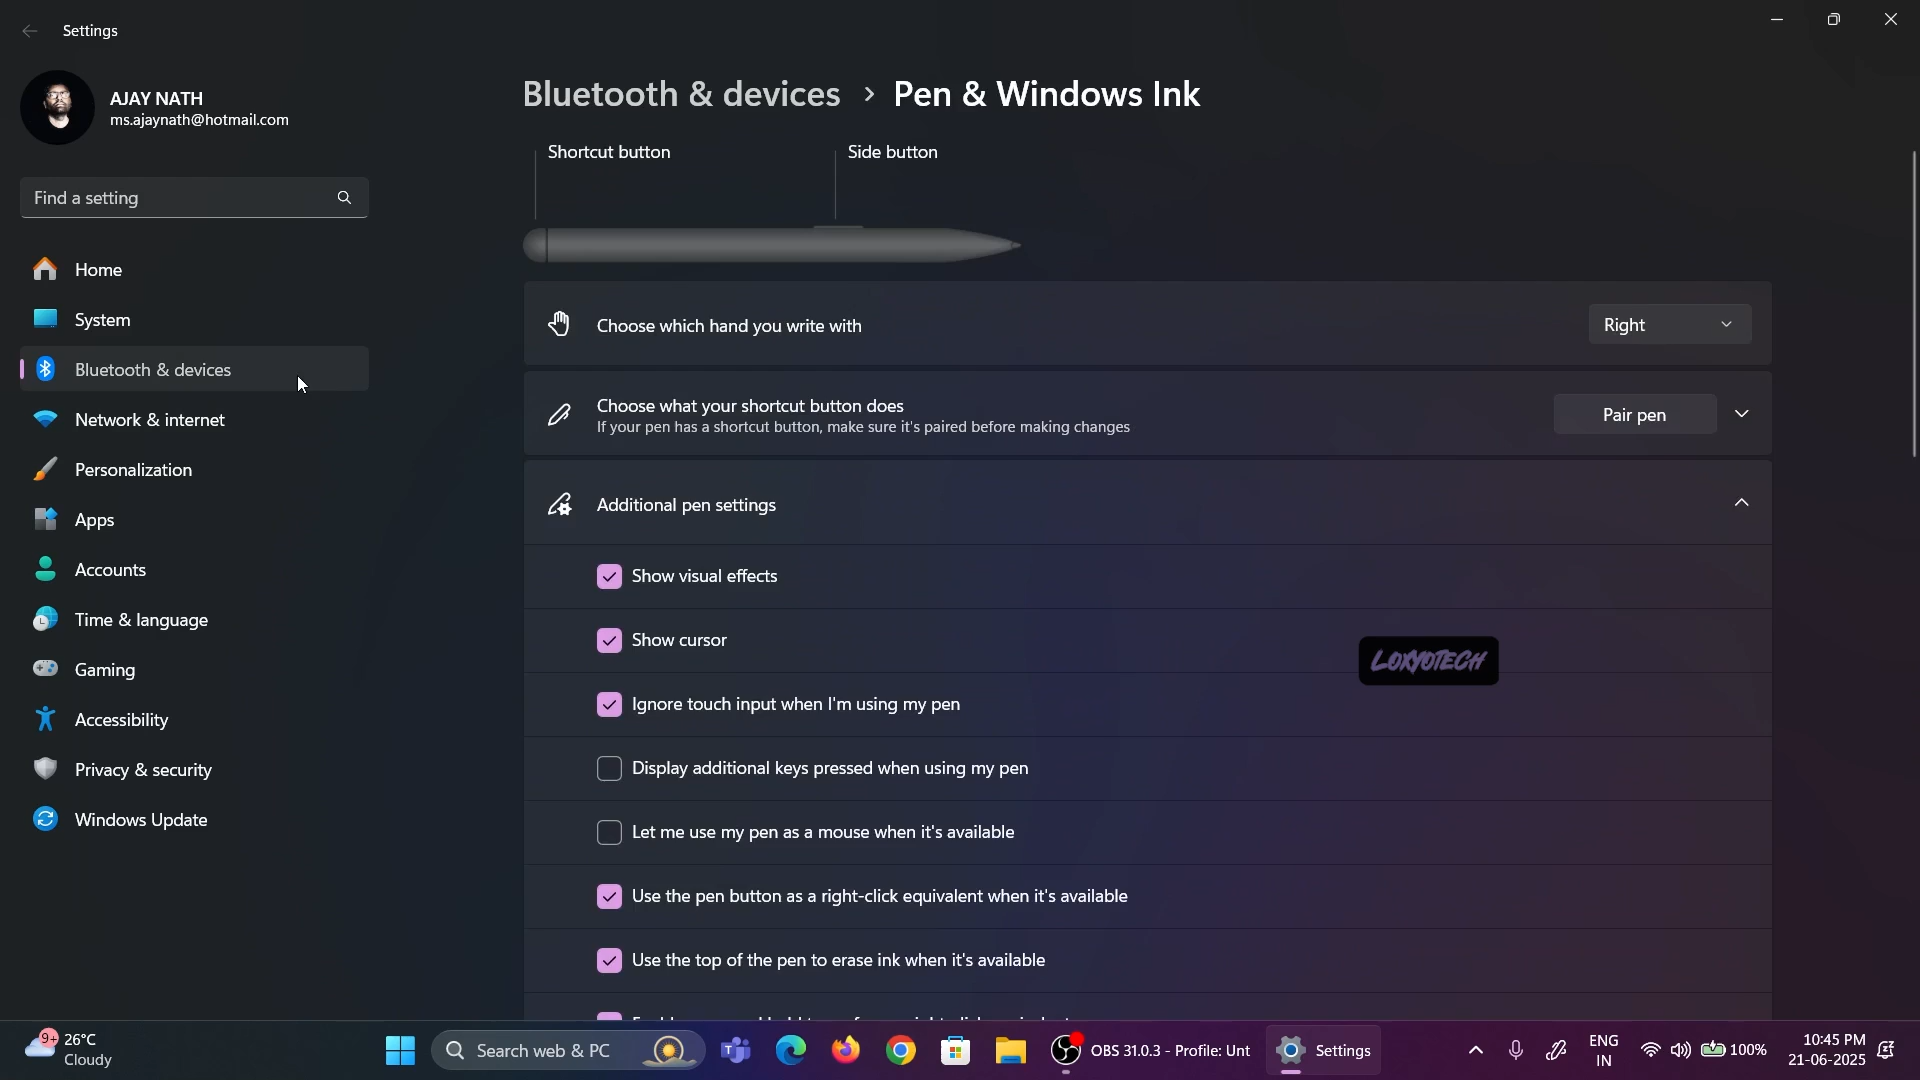 Settings
AJAY NATH
ms.ajaynath@hotmail.com
Find a setting
Home
System
Bluetooth & devices
Network & internet
Personalization
Apps
Accounts
Time & language
Gaming
Accessibility
Privacy & security
Windows Update
Bluetooth & devices > Pen & Windows Ink
Shortcut button
Side button
Choose which hand you write with
Right
Choose what your shortcut button does
If your pen has a shortcut button, make sure it's paired before making changes
Pair pen
Additional pen settings
Show visual effects
Show cursor
LOXYOTECH
Ignore touch input when I'm using my pen
Display additional keys pressed when using my pen
Let me use my pen as a mouse when it's available
Use the pen button as a right-click equivalent when it's available
Use the top of the pen to erase ink when it's available
9+
26°C
Cloudy
Search web & PC
OBS 31.0.3 - Profile: Unt
Settings
ENG
IN
100%
10:45 PM
21-06-2025